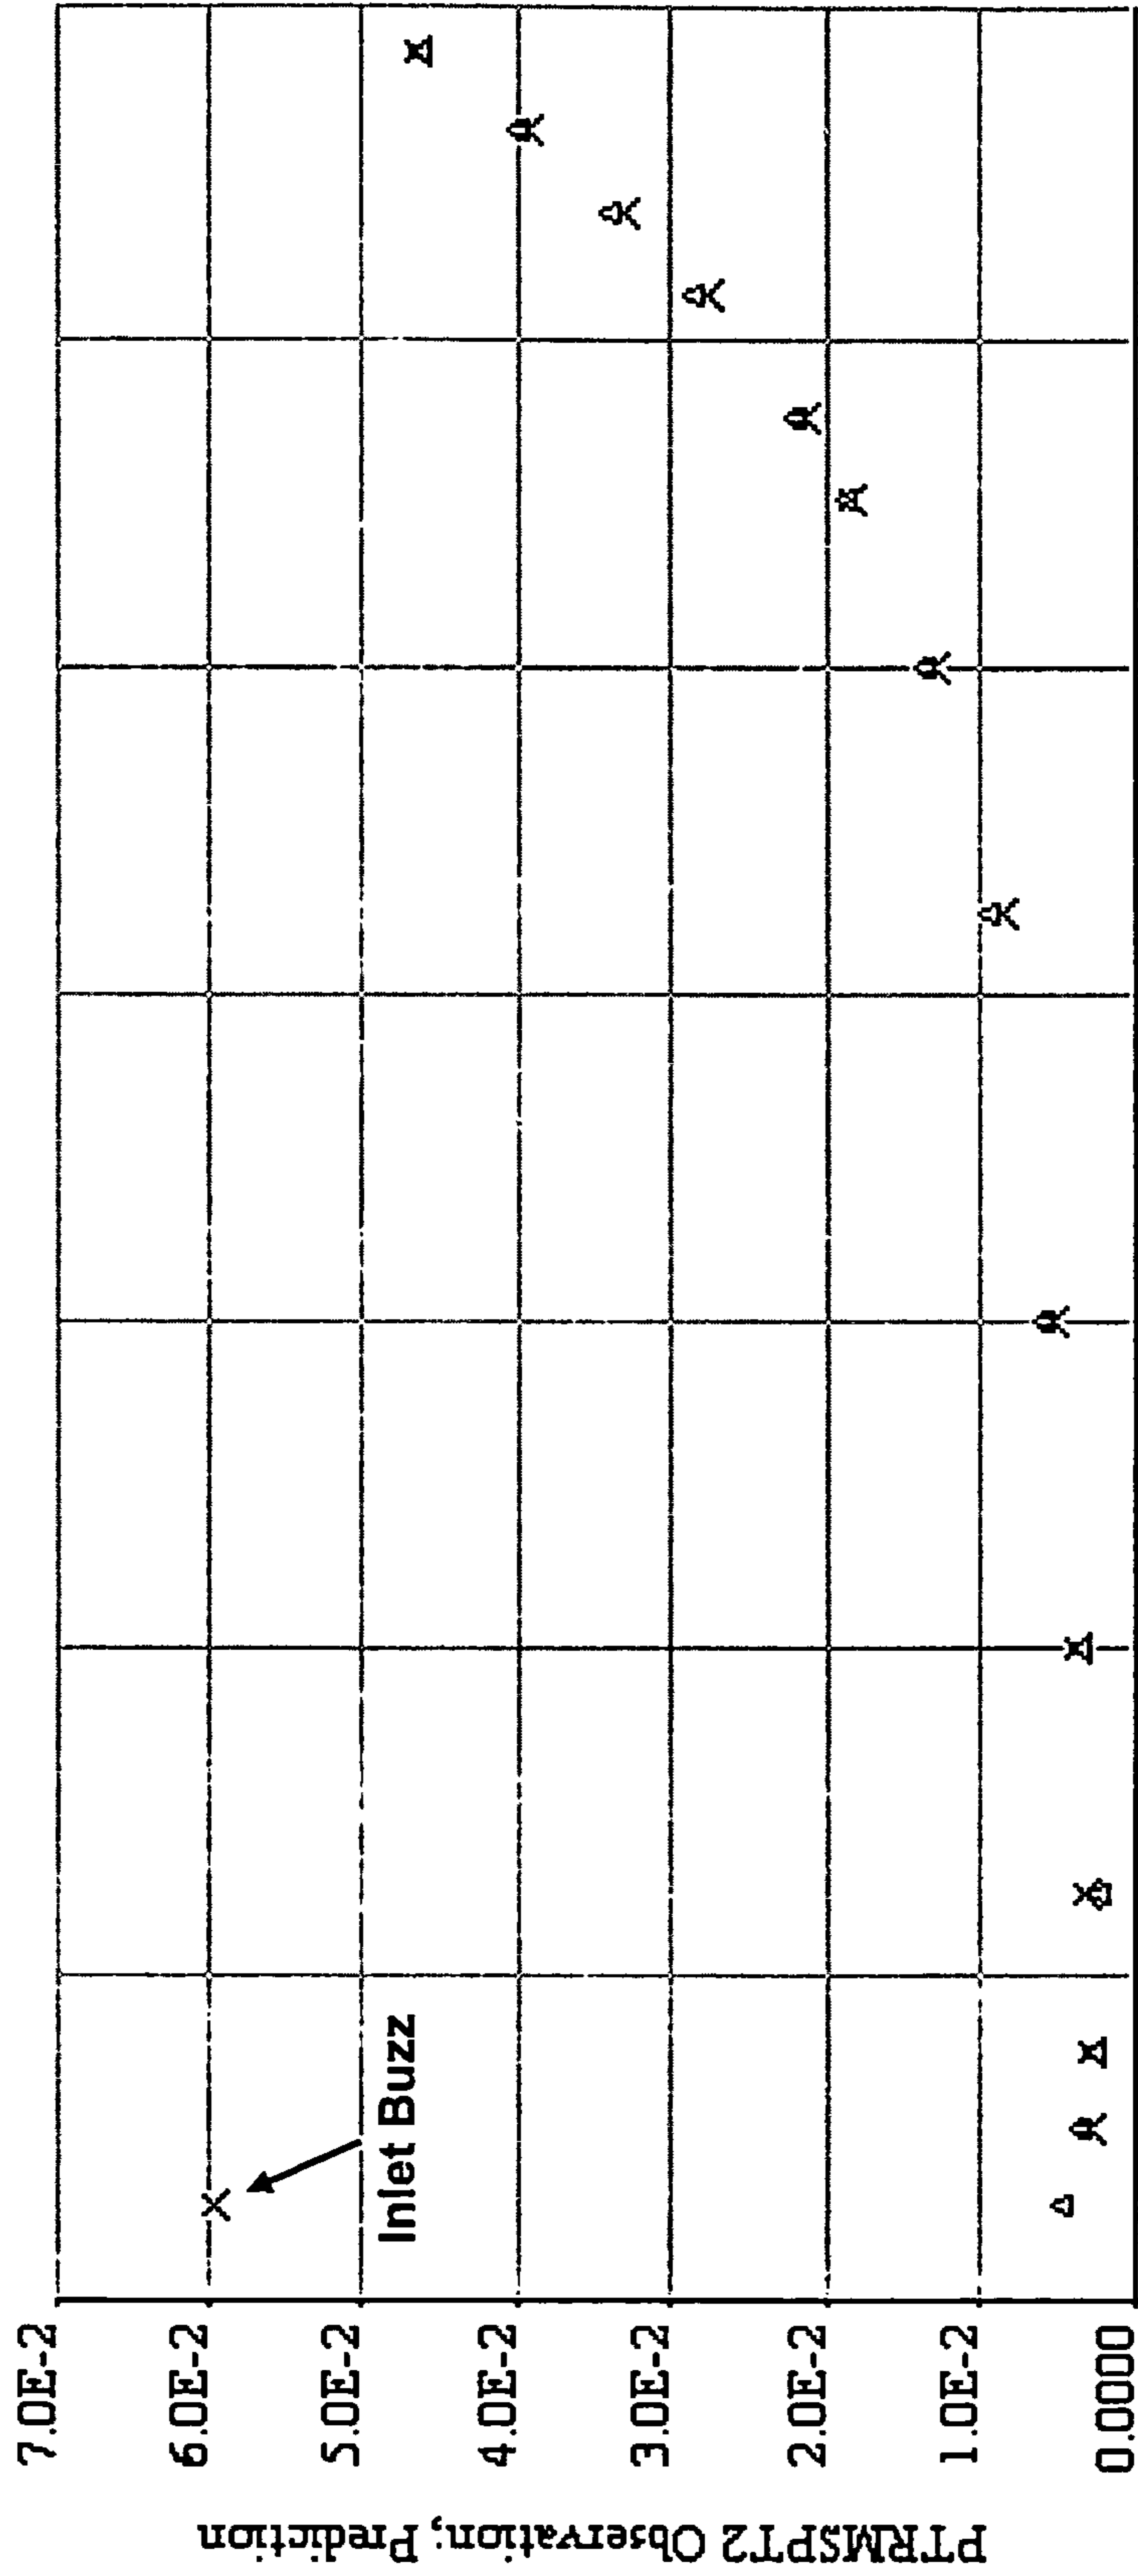 PTRMSPT2 Observation; Prediction
7.0E-2
6.0E-2
5.0E-2
4.0E-2
3.0E-2
2.0E-2
1.0E-2
0.0000
Inlet Buzz